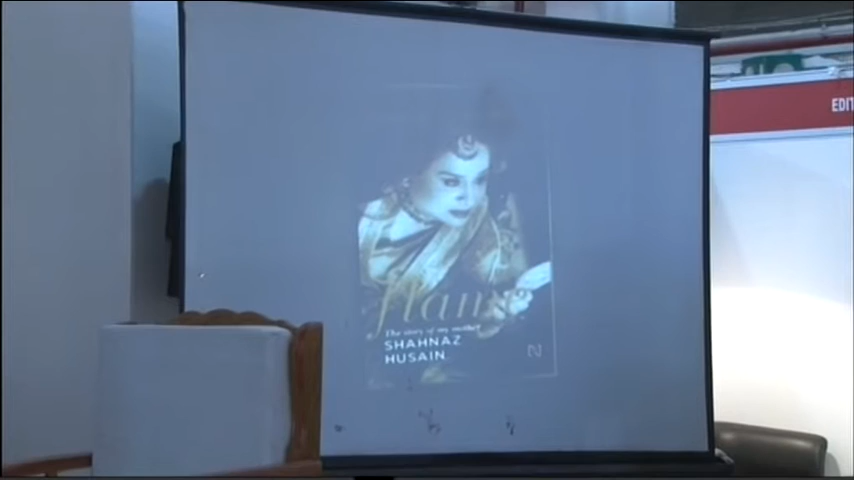 EDIT
flame
The story of my mother
SHAHNAZ
HUSAIN